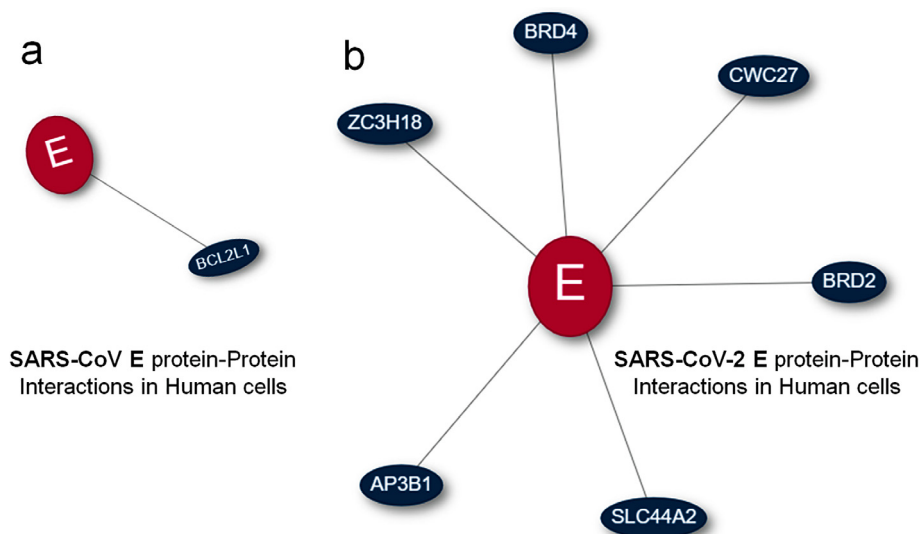 a
E
BCL2L1
SARS-CoV E protein-Protein
Interactions in Human cells
b
BRD4
CWC27
ZC3H18
E
BRD2
SARS-CoV-2 E protein-Protein
Interactions in Human cells
AP3B1
SLC44A2